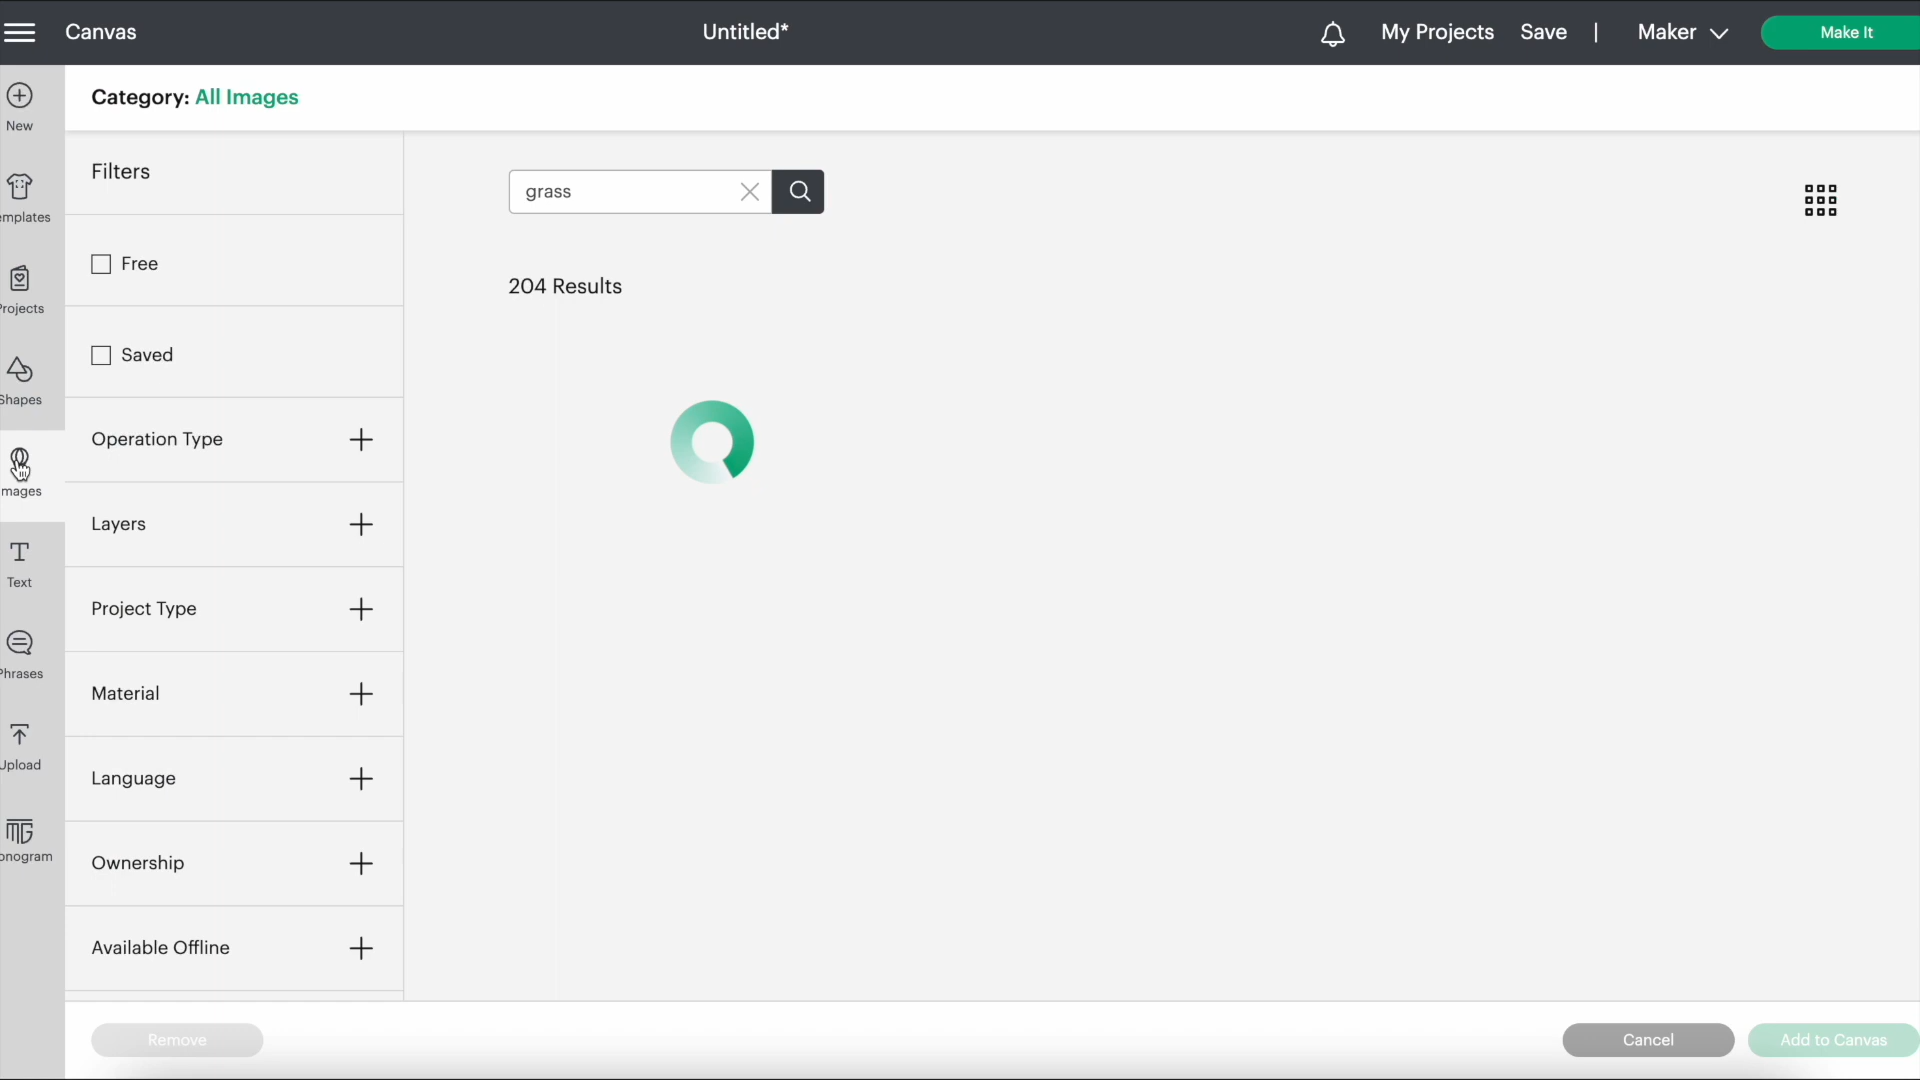 Canvas
Untitled*
My Projects
Save
|
Maker
Make It
New
Category: All Images
emplates
Projects
Shapes
mages
Text
Phrases
Upload
onogram
Filters
Free
Saved
Operation Type
Layers
Project Type
Material
Language
Ownership
Available Offline
grass
204 Results
Remove
Cancel
Add to Canvas